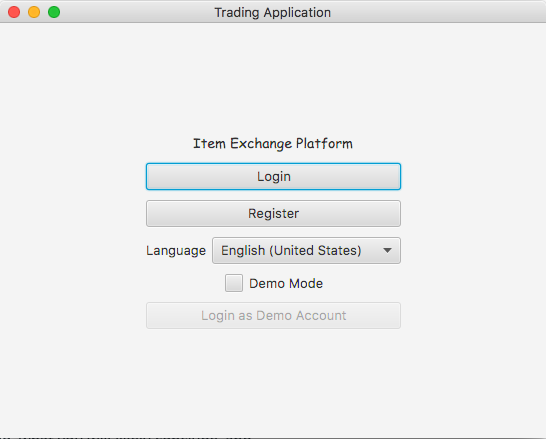 Trading Application
Item Exchange Platform
Login
Register
Language English (United States)
Demo Mode
Login as Demo Account